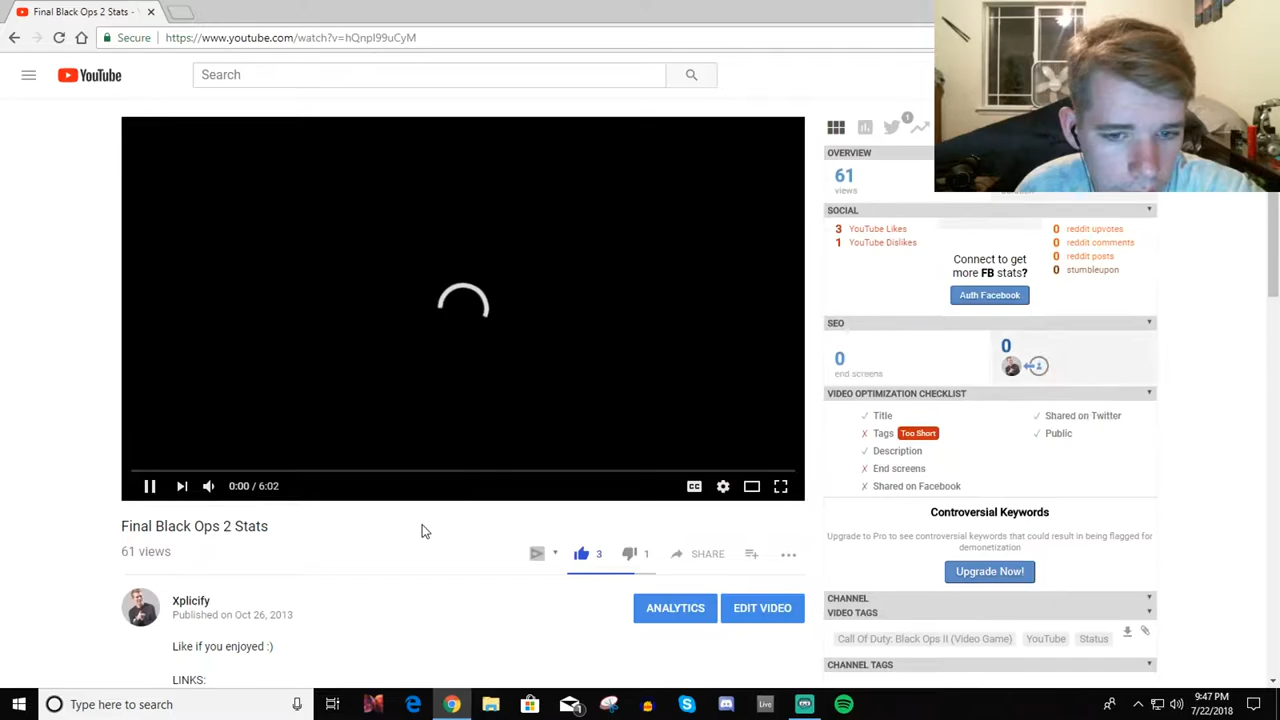 Final Black Ops 2 Stats -
Secure https://www.youtube.com/watch?v=hQnpI99uCyM
YouTube
Search
1
OVERVIEW
61
views
SOCIAL
3 YouTube Likes
1 YouTube Dislikes
Connect to get
more FB stats?
Auth Facebook
0 reddit upvotes
0 reddit comments
0 reddit posts
0 stumbleupon
SEO
0
end screens
0
VIDEO OPTIMIZATION CHECKLIST
Title
Tags Too Short
Description
End screens
Shared on Facebook
Shared on Twitter
Public
Controversial Keywords
Upgrade to Pro to see controversial keywords that could result in being flagged for
demonetization
Upgrade Now!
CHANNEL
VIDEO TAGS
Call Of Duty: Black Ops II (Video Game) YouTube Status
CHANNEL TAGS
0:00 / 6:02
CC
Final Black Ops 2 Stats
61 views
3 1 SHARE
Xplicify
Published on Oct 26, 2013
ANALYTICS EDIT VIDEO
Like if you enjoyed :)
LINKS:
Type here to search
Live
9:47 PM
7/22/2018